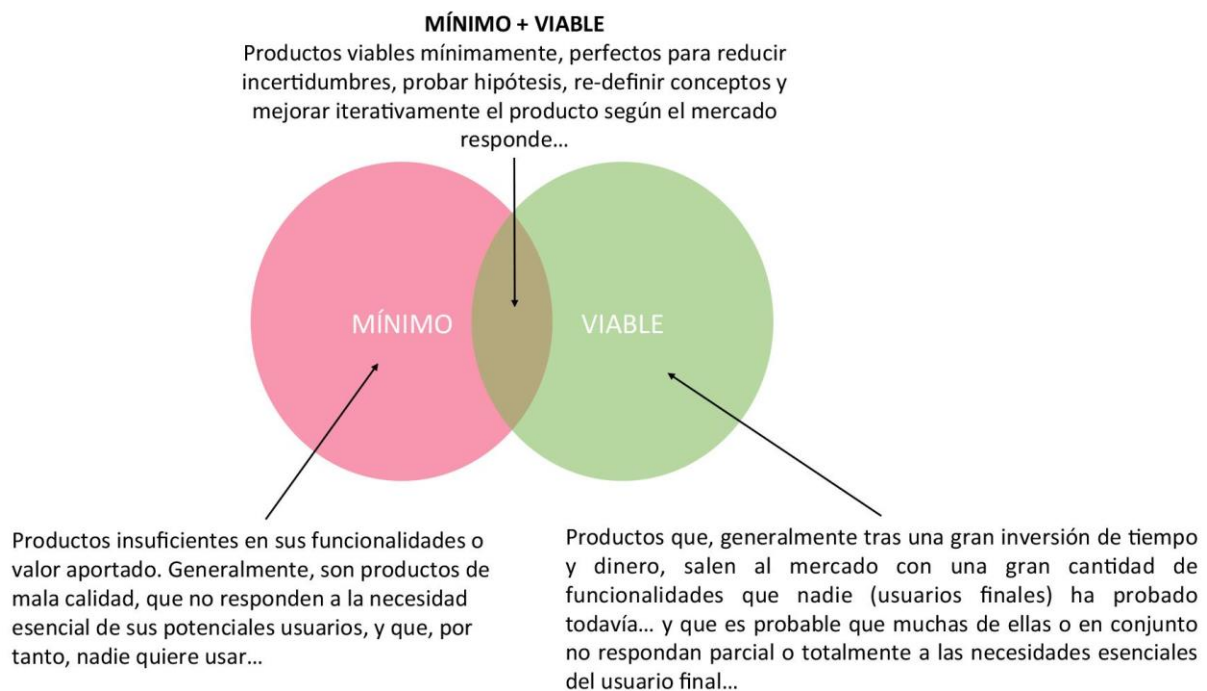 MÍNIMO + VIABLE
Productos viables mínimamente, perfectos para reducir
incertidumbres, probar hipótesis, re-definir conceptos y
mejorar iterativamente el producto según el mercado
responde...
MÍNIMO
VIABLE
Productos insuficientes en sus funcionalidades o
valor aportado. Generalmente, son productos de
mala calidad, que no responden a la necesidad
esencial de sus potenciales usuarios, y que, por
tanto, nadie quiere usar...
Productos que, generalmente tras una gran inversión de tiempo
y dinero, salen al mercado con una gran cantidad de
funcionalidades que nadie (usuarios finales) ha probado
todavía... y que es probable que muchas de ellas o en conjunto
no respondan parcial o totalmente a las necesidades esenciales
del usuario final...